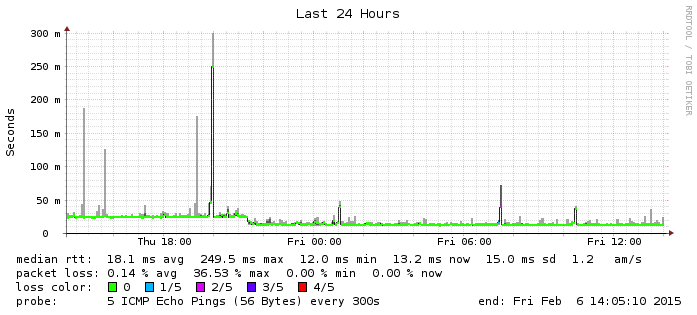 Last 24 Hours
RRDTOOL / TOBI OETIKER
Seconds
300 m
250 m
200 m
150 m
100 m
50 m
0
Thu 18:00 Fri 00:00 Fri 06:00 Fri 12:00
median rtt: 18.1 ms avg 249.5 ms max 12.0 ms min 13.2 ms now 15.0 ms sd 1.2 am/s
packet loss: 0.14 % avg 36.53 % max 0.00 % min 0.00 % now
loss color: 0 1/5 2/5 3/5 4/5
probe: 5 ICMP Echo Pings (56 Bytes) every 300s end: Fri Feb 6 14:05:10 2015